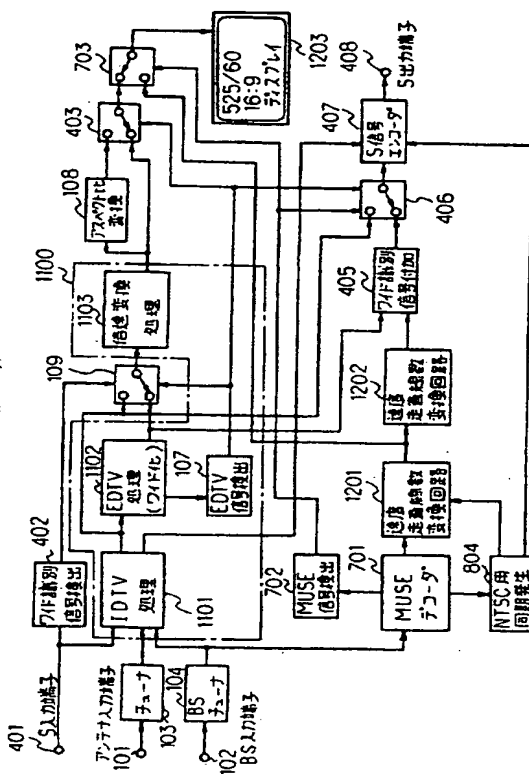 401
S入力端子
402
ワイド識別
信号検出
アンテナ入力端子
101
チューナ
103
104
BS
チューナ
102
BS入力端子
IDTV
処理
1101
1102
EDTV
処理
(ワイド化)
107
EDTV
信号検出
109
1100
1103
倍速変換
処理
108
アスペクト比
変換
403
703
525/60
16:9
ディスプレイ
1203
702
MUSE
信号検出
701
MUSE
デコーダ
804
NTSC用
同期発生
1201
速度
走査線数
変換回路
1202
速度
走査線数
変換回路
405
ワイド識別
信号付加
406
407
S信号
エンコーダ
408
S出力端子